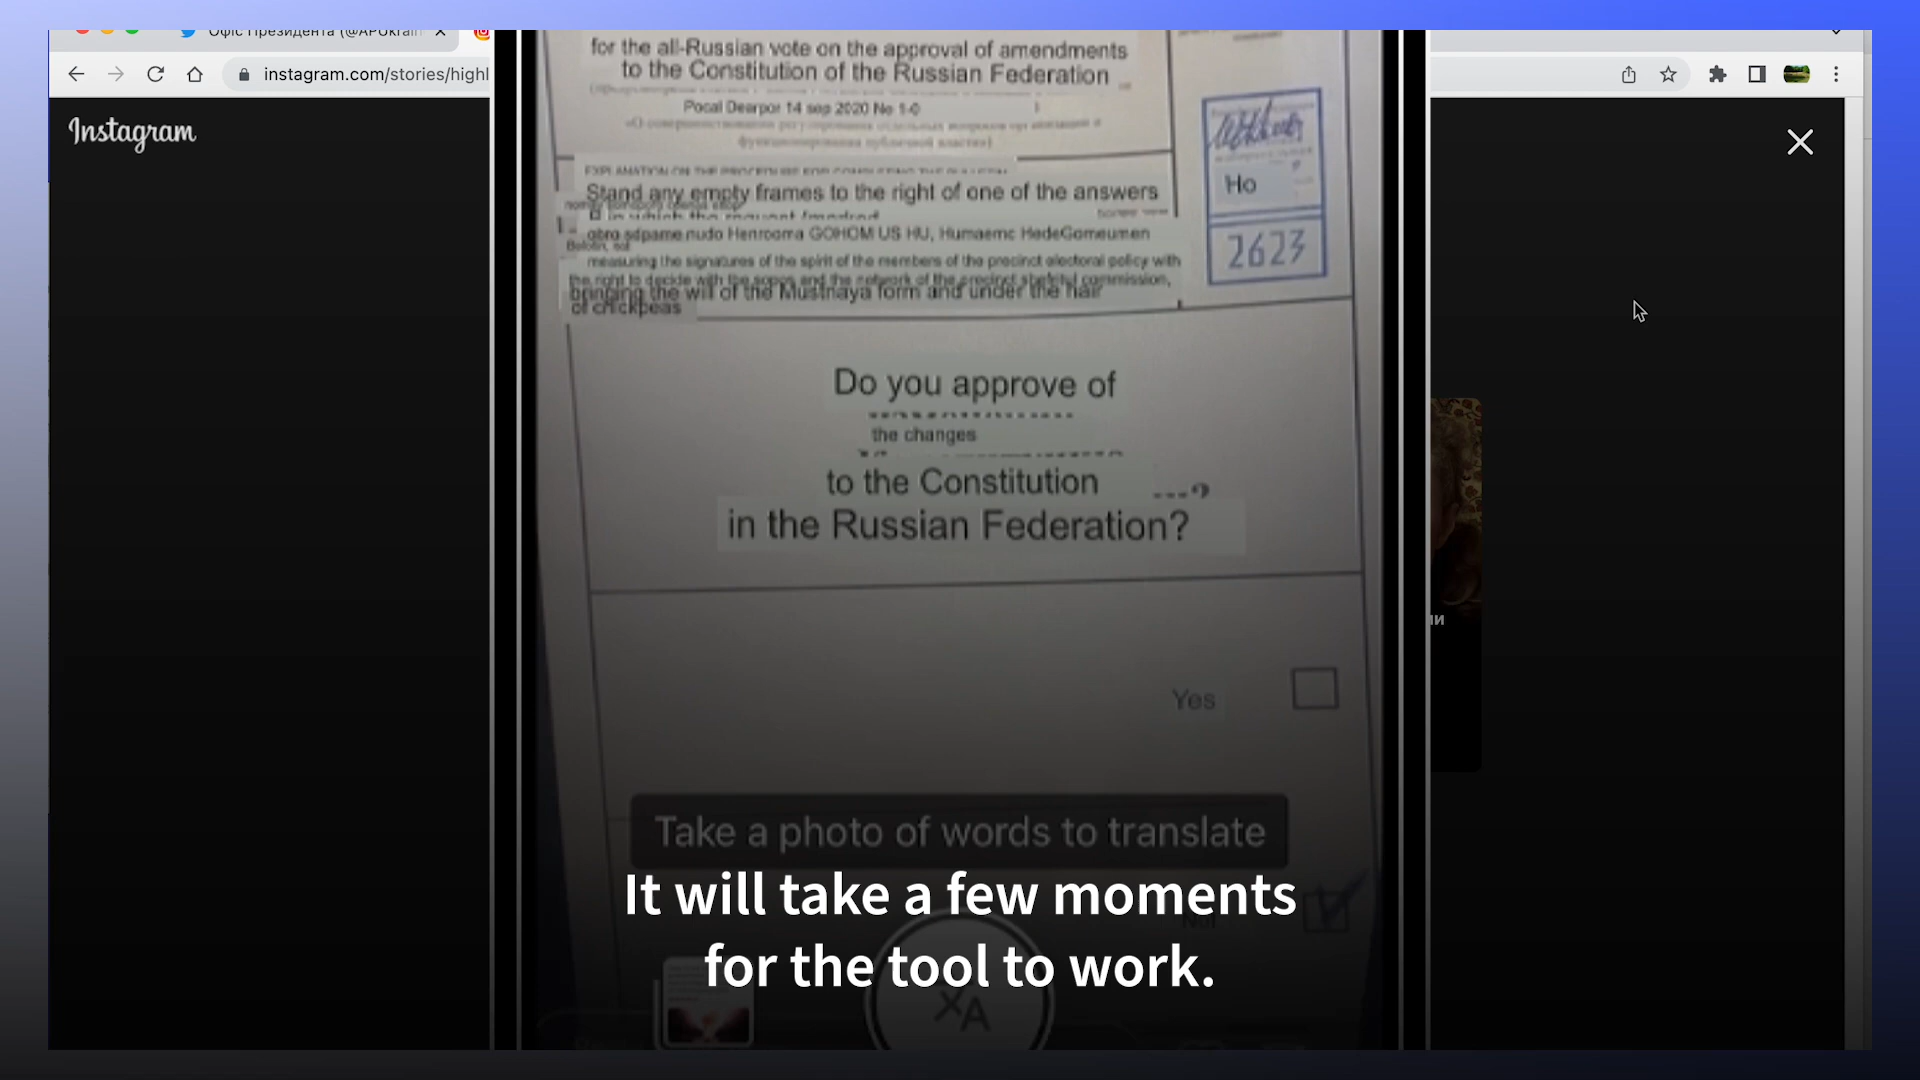 Офіс Президента (@APUkrain
instagram.com/stories/highl
Instagram
for the all-Russian vote on the approval of amendments
to the Constitution of the Russian Federation
Pocal Dearpor 14 sep 2020 No 1-0
Stand any empty frames to the right of one of the answers
Но
2623
measuring the signatures of the spirit of the members of the precinct electoral policy with
bringing the will of the Mustnaya form and under the hair
of chickpeas
Do you approve of
the changes
to the Constitution
in the Russian Federation?
Yes
ии
Take a photo of words to translate
It will take a few moments
for the tool to work.